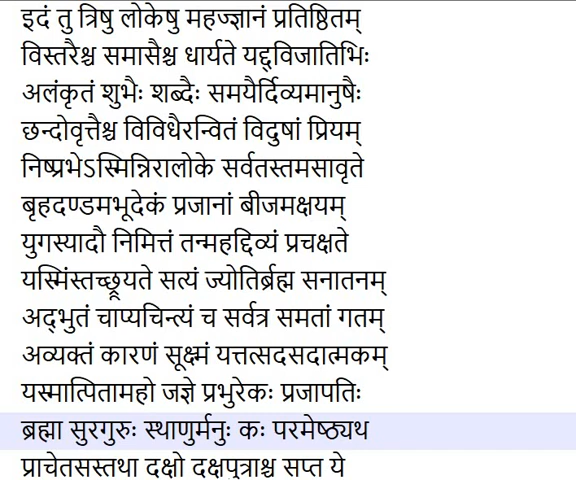 इदं तु त्रिषु लोकेषु महज्ज्ञानं प्रतिष्ठितम्
विस्तरैश्च समासैश्च धार्यते यद्द्विजातिभिः
अलंकृतं शुभैः शब्दैः समयैर्दिव्यमानुषैः
छन्दोवृत्तैश्च विविधैरन्वितं विदुषां प्रियम्
निष्प्रभेऽस्मिन्निरालोके सर्वतस्तमसावृते
बृहदण्डमभूदेकं प्रजानां बीजमक्षयम्
युगस्यादौ निमित्तं तन्महद्दिव्यं प्रचक्षते
यस्मिंस्तच्छ्रूयते सत्यं ज्योतिर्ब्रह्म सनातनम्
अद्भुतं चाप्यचिन्त्यं च सर्वत्र समतां गतम्
अव्यक्तं कारणं सूक्ष्मं यत्तत्सदसदात्मकम्
यस्मात्पितामहो जज्ञे प्रभुरेकः प्रजापतिः
ब्रह्मा सुरगुरुः स्थाणुर्मनुः कः परमेष्ठ्यथ
प्राचेतसस्तथा दक्षो दक्षपुत्राश्च सप्त ये